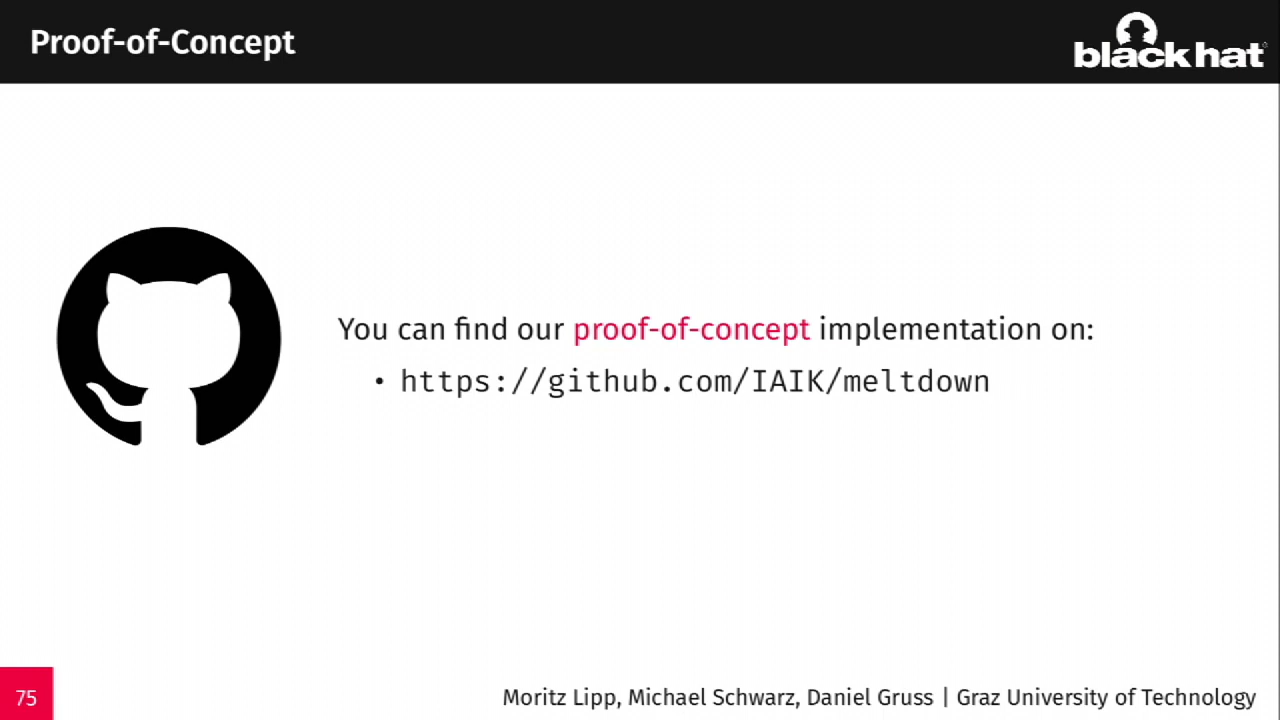 Proof-of-Concept
black hat
You can find our proof-of-concept implementation on:
• https://github.com/IAIK/meltdown
75
Moritz Lipp, Michael Schwarz, Daniel Gruss | Graz University of Technology